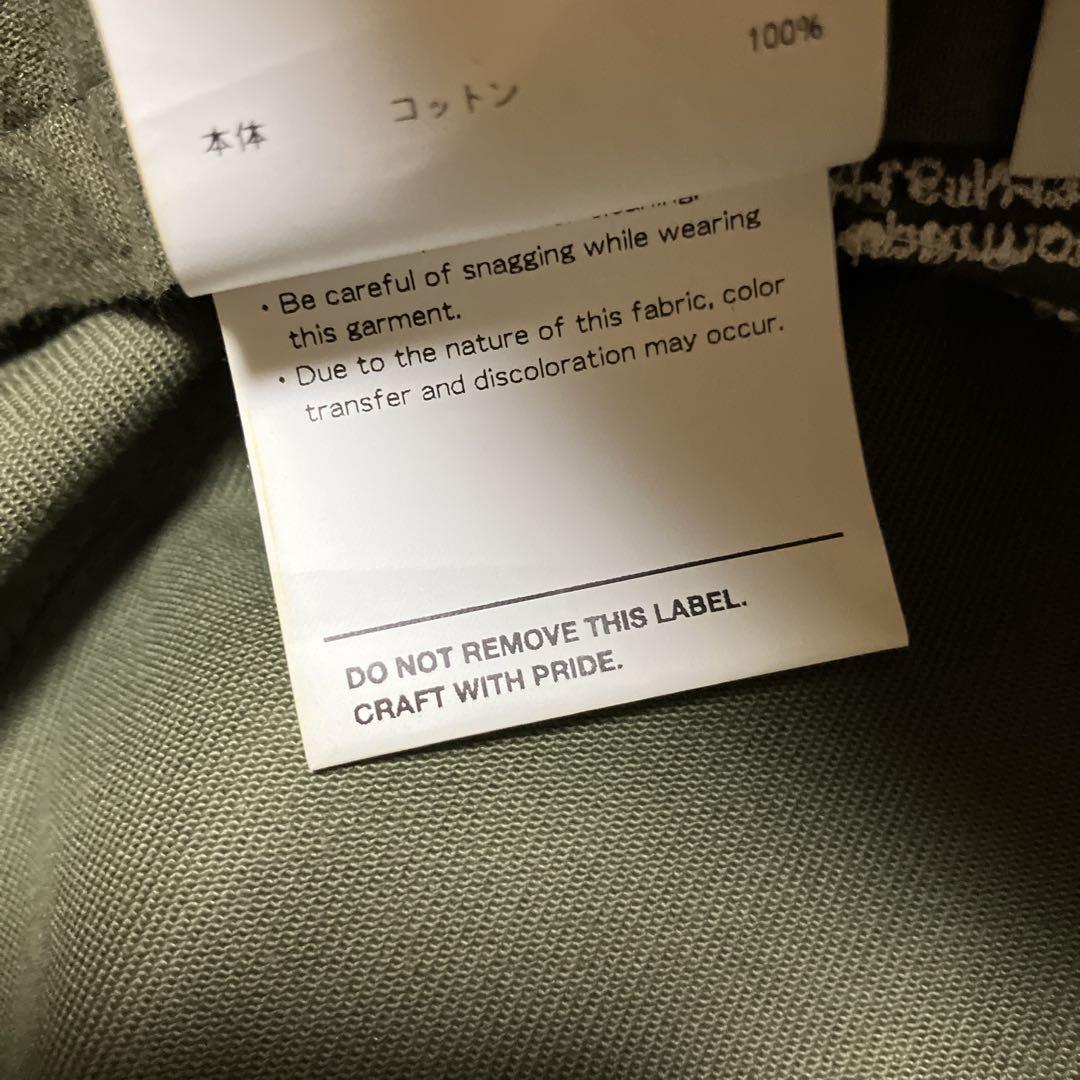 本体 コットン 100%
・Be careful of snagging while wearing
this garment.
・Due to the nature of this fabric, color
transfer and discoloration may occur.
DO NOT REMOVE THIS LABEL.
CRAFT WITH PRIDE.